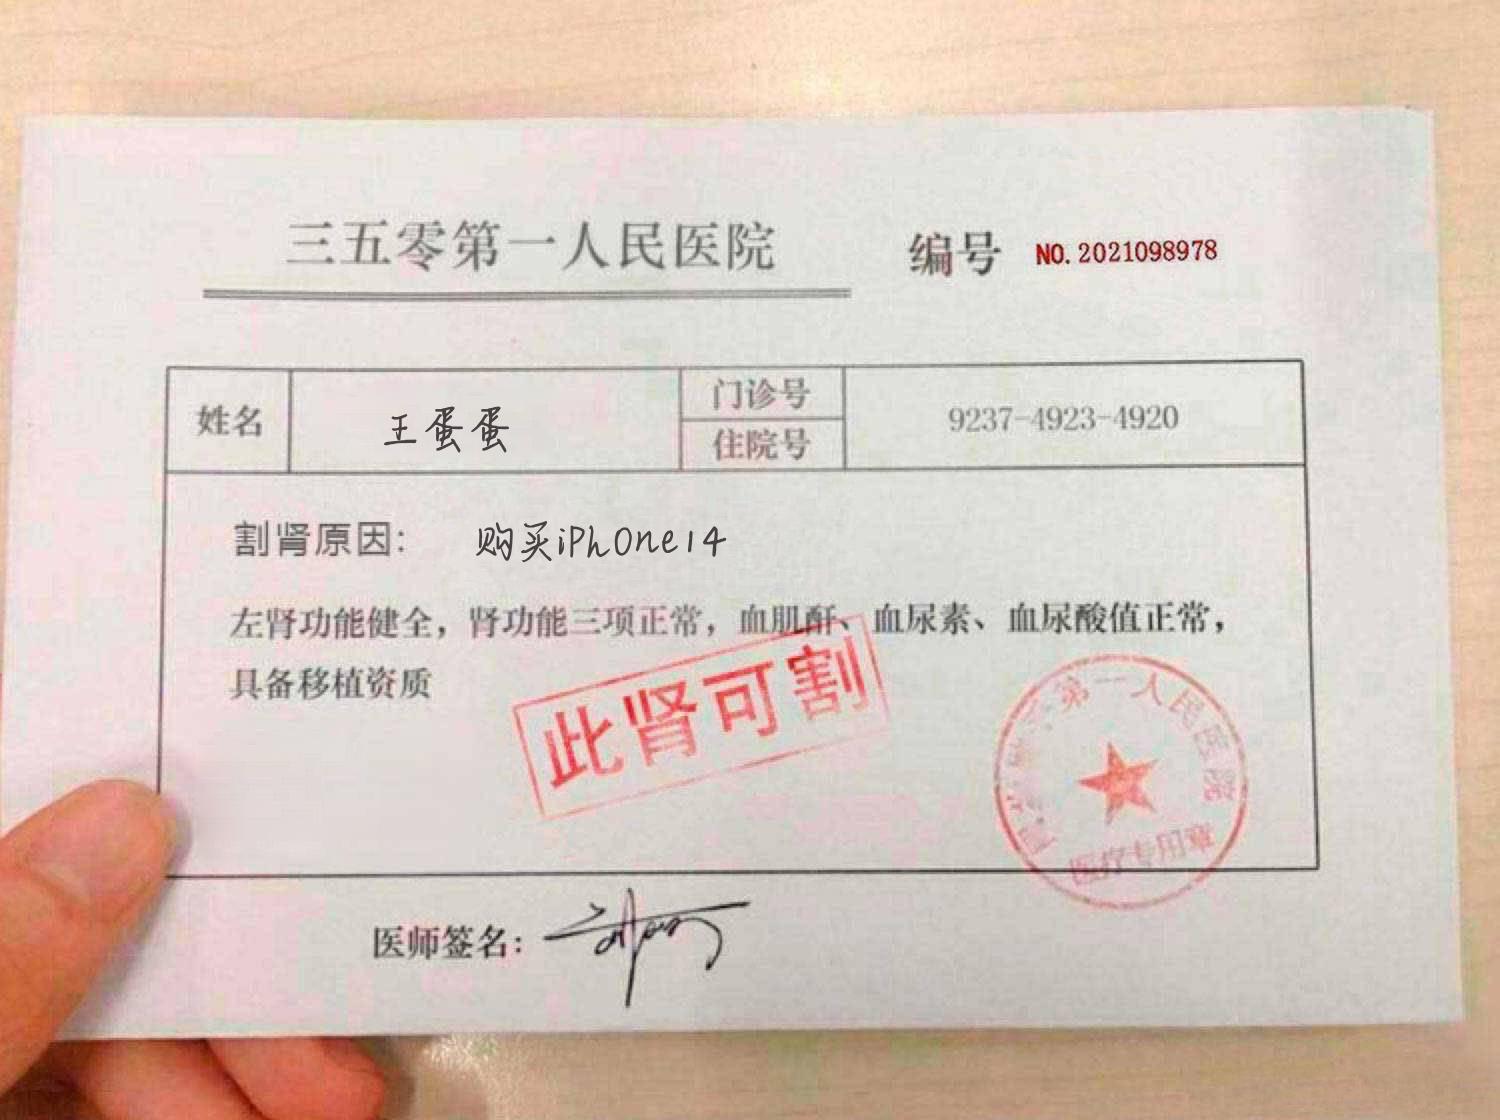 三五零第一人民医院 编号 NO.2021098978
姓名 王蛋蛋 门诊号 9237-4923-4920
住院号
割肾原因: 购买iPhone14
左肾功能健全，肾功能三项正常，血肌酐、血尿素、血尿酸值正常，
具备移植资质
此肾可割
第一人民医院
医疗专用章
医师签名: